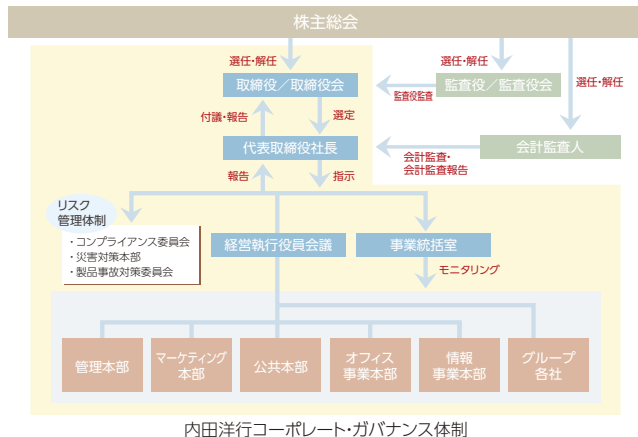 株主総会
選任・解任
選任・解任
選任・解任
取締役／取締役会
監査役監査
監査役／監査役会
付議・報告
選定
代表取締役社長
会計監査・
会計監査報告
会計監査人
報告
指示
リスク
管理体制
・コンプライアンス委員会
・災害対策本部
・製品事故対策委員会
経営執行役員会議
事業統括室
モニタリング
管理本部
マーケティング
本部
公共本部
オフィス
事業本部
情報
事業本部
グループ
各社
内田洋行コーポレート・ガバナンス体制